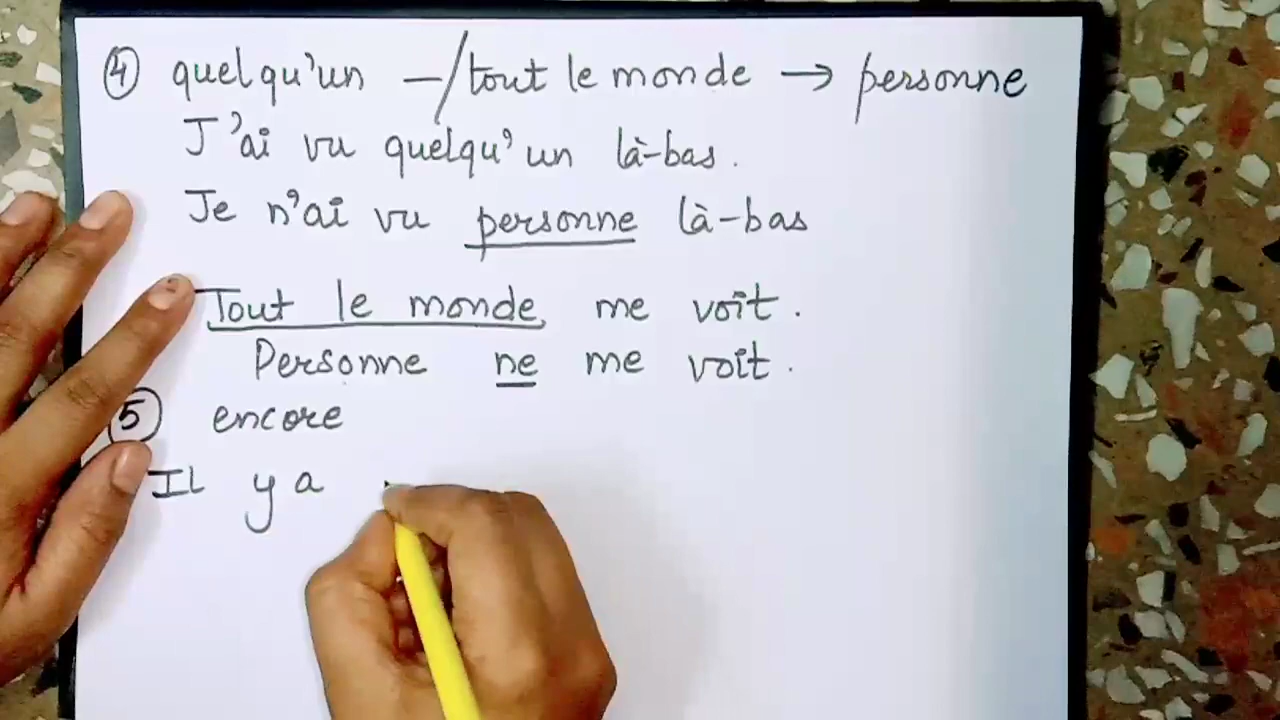 ④ quelqu'un —/tout le monde → personne
J'ai vu quelqu'un là-bas.
Je n'ai vu personne là-bas
Tout le monde me voit.
Personne ne me voit.
⑤ encore
Il y a